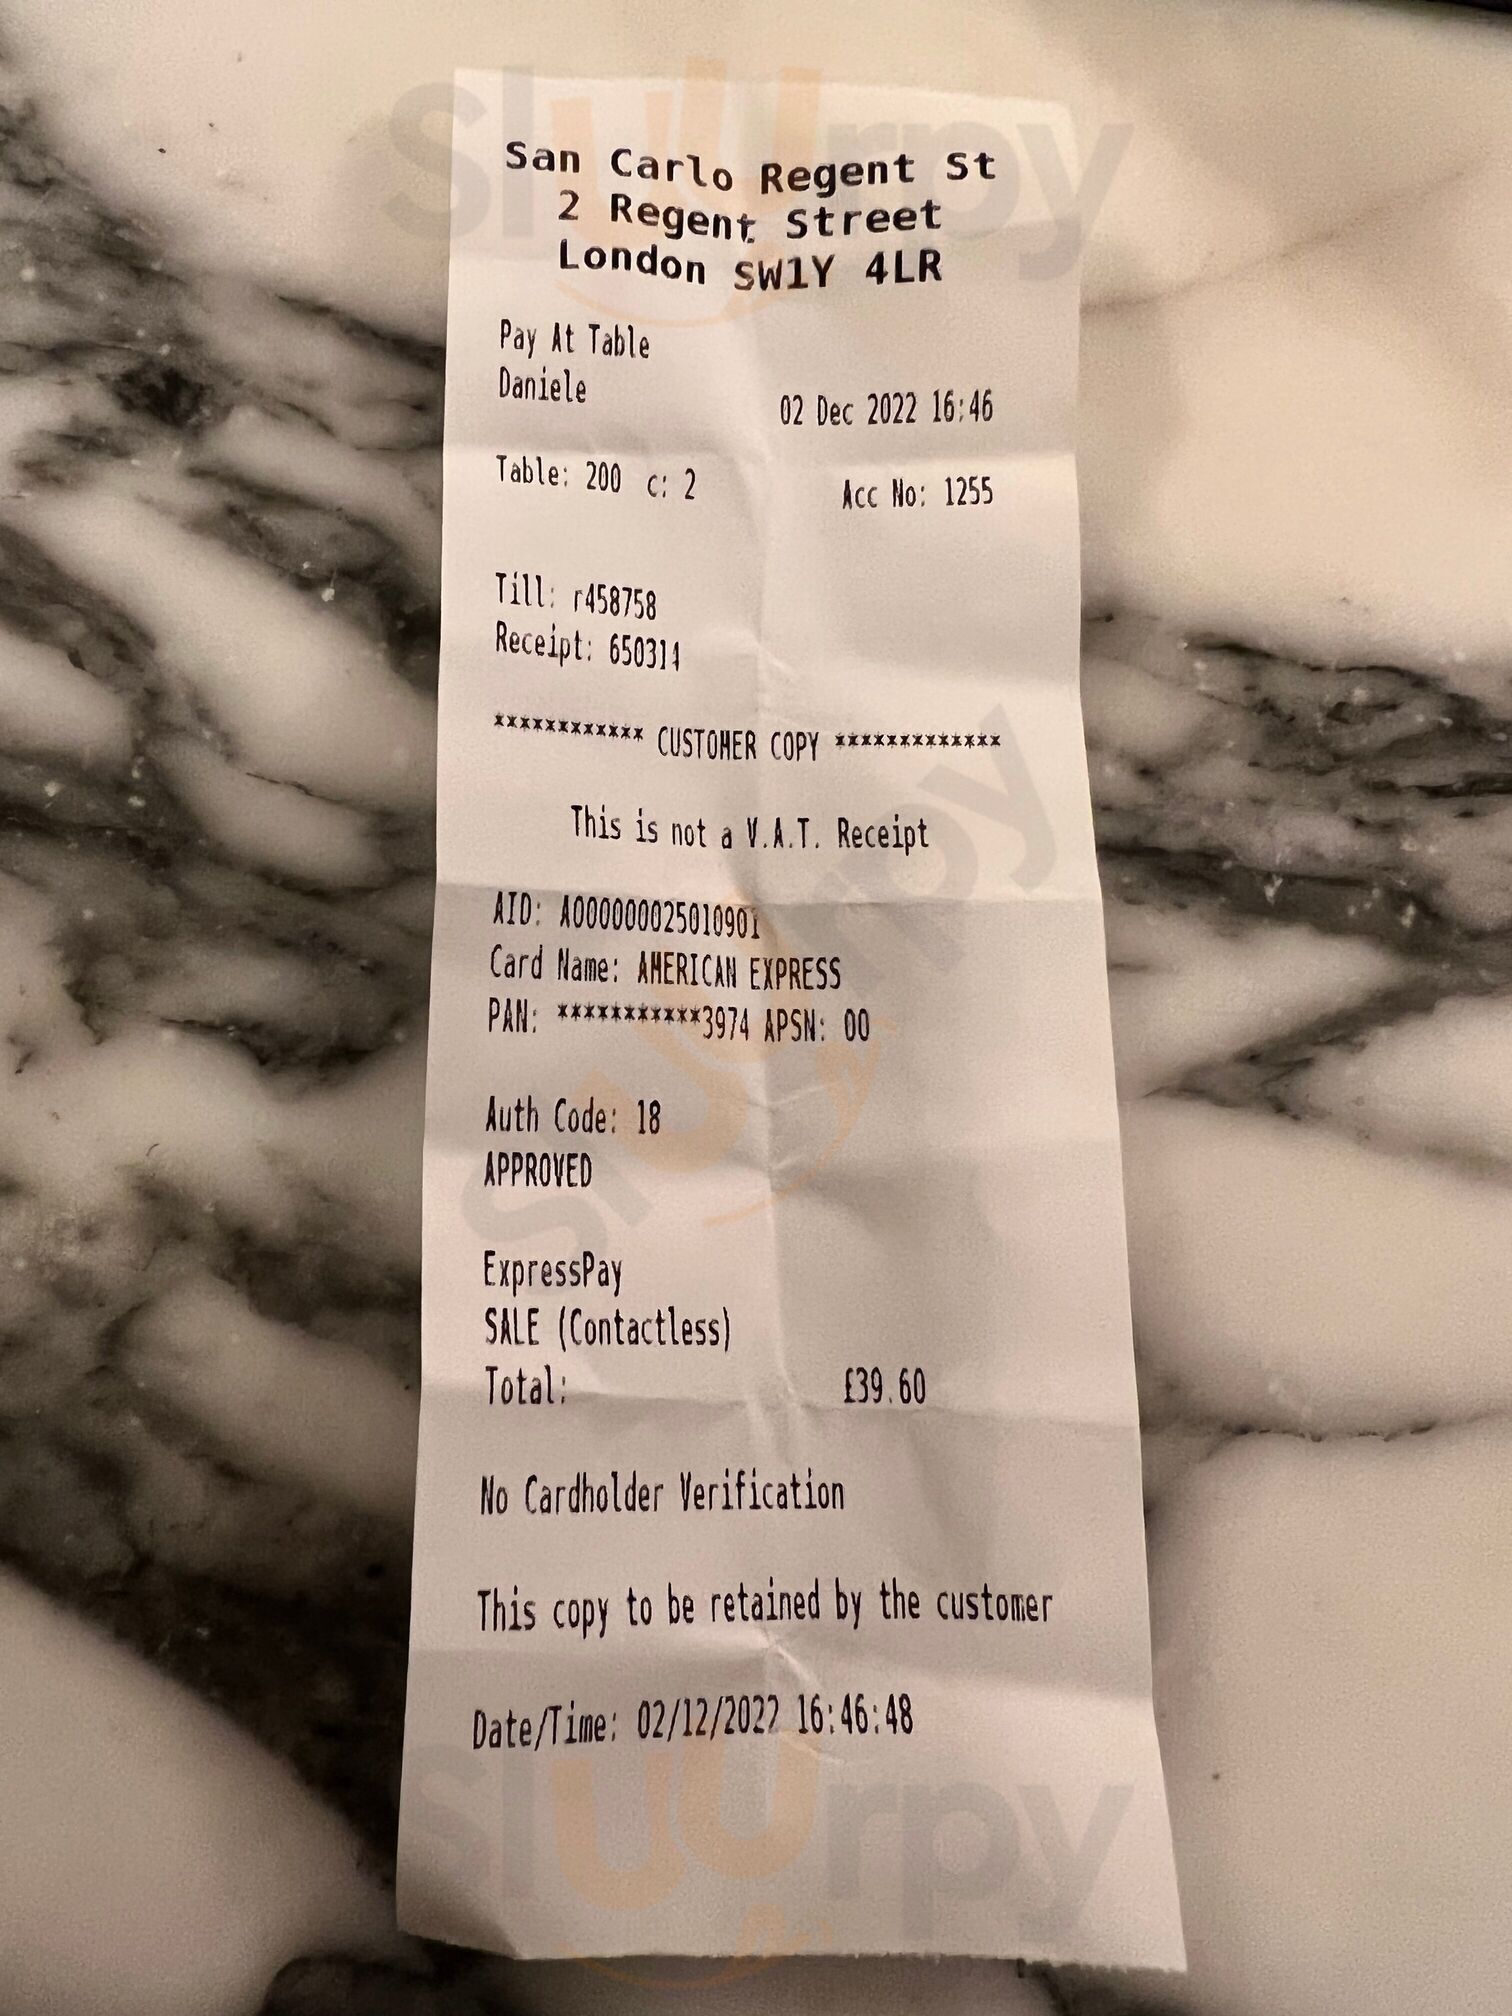 San Carlo Regent St
2 Regent Street
London SW1Y 4LR
Pay At Table
Daniele
02 Dec 2022 16:46
Table: 200 c: 2
Acc No: 1255
Till: r458758
Receipt: 650314
************ CUSTOMER COPY *************
This is not a V.A.T. Receipt
AID: A000000025010901
Card Name: AMERICAN EXPRESS
PAN: ***********3974 APSN: 00
Auth Code: 18
APPROVED
ExpressPay
SALE (Contactless)
Total: £39.60
No Cardholder Verification
This copy to be retained by the customer
Date/Time: 02/12/2022 16:46:48
sluurpy
sluurpy
sluurpy